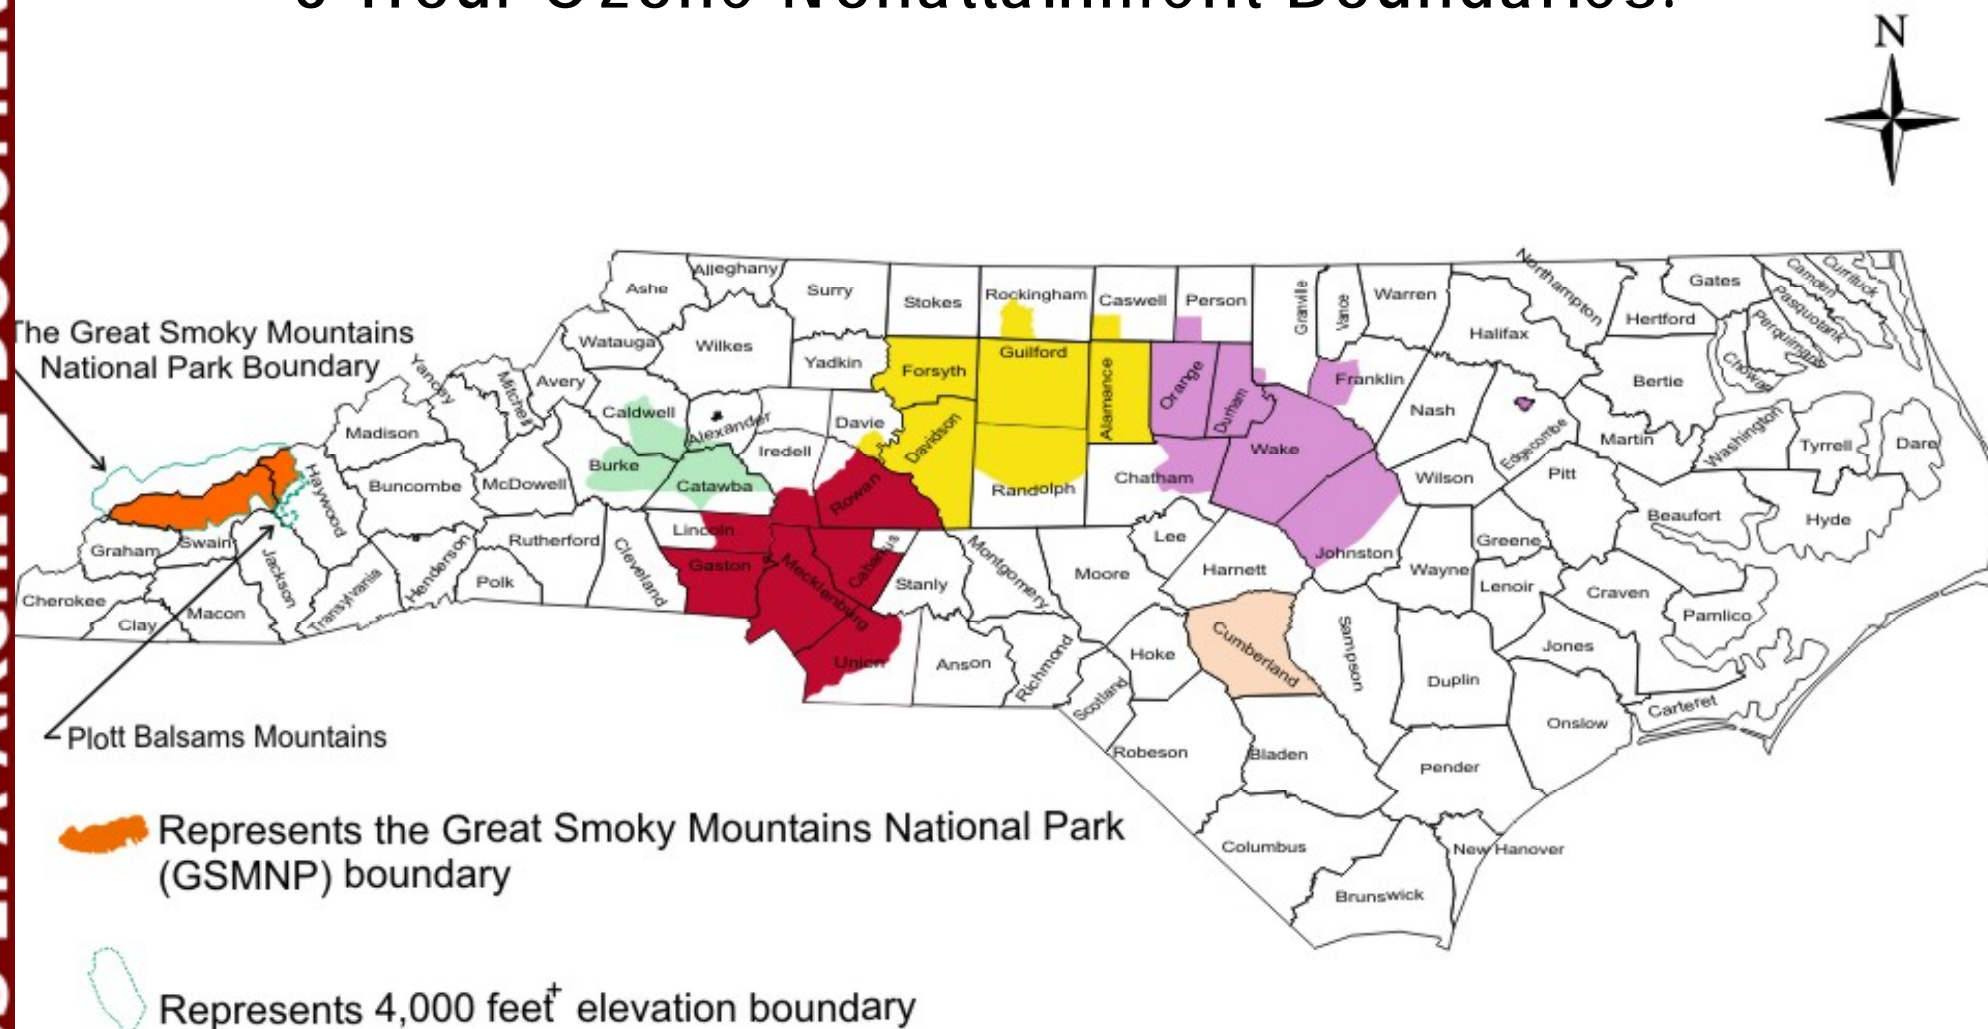 Hour Ozone Nonattainment Boundaries.
N
The Great Smoky Mountains
National Park Boundary
Plott Balsams Mountains
Ashe
Alleghany
Surry
Stokes
Rockingham
Caswell
Person
Granville
Vance
Warren
Northampton
Halifax
Hertford
Gates
Camden
Currituck
Pasquotank
Perquimans
Chowan
Watauga
Wilkes
Yadkin
Forsyth
Guilford
Alamance
Orange
Durham
Franklin
Nash
Edgecombe
Bertie
Martin
Washington
Tyrrell
Dare
Yancey
Mitchell
Avery
Caldwell
Alexander
Davie
Davidson
Iredell
Madison
Burke
Catawba
Rowan
Randolph
Chatham
Wake
Wilson
Pitt
Beaufort
Hyde
Haywood
Buncombe
McDowell
Lincoln
Graham
Swain
Jackson
Transylvania
Henderson
Rutherford
Polk
Cleveland
Gaston
Mecklenburg
Cabarrus
Stanly
Montgomery
Moore
Lee
Harnett
Johnston
Wayne
Greene
Lenoir
Craven
Pamlico
Cherokee
Clay
Macon
Union
Anson
Richmond
Scotland
Hoke
Cumberland
Sampson
Duplin
Jones
Carteret
Onslow
Robeson
Bladen
Pender
Columbus
New Hanover
Brunswick
Represents the Great Smoky Mountains National Park
(GSMNP) boundary
Represents 4,000 feet+ elevation boundary